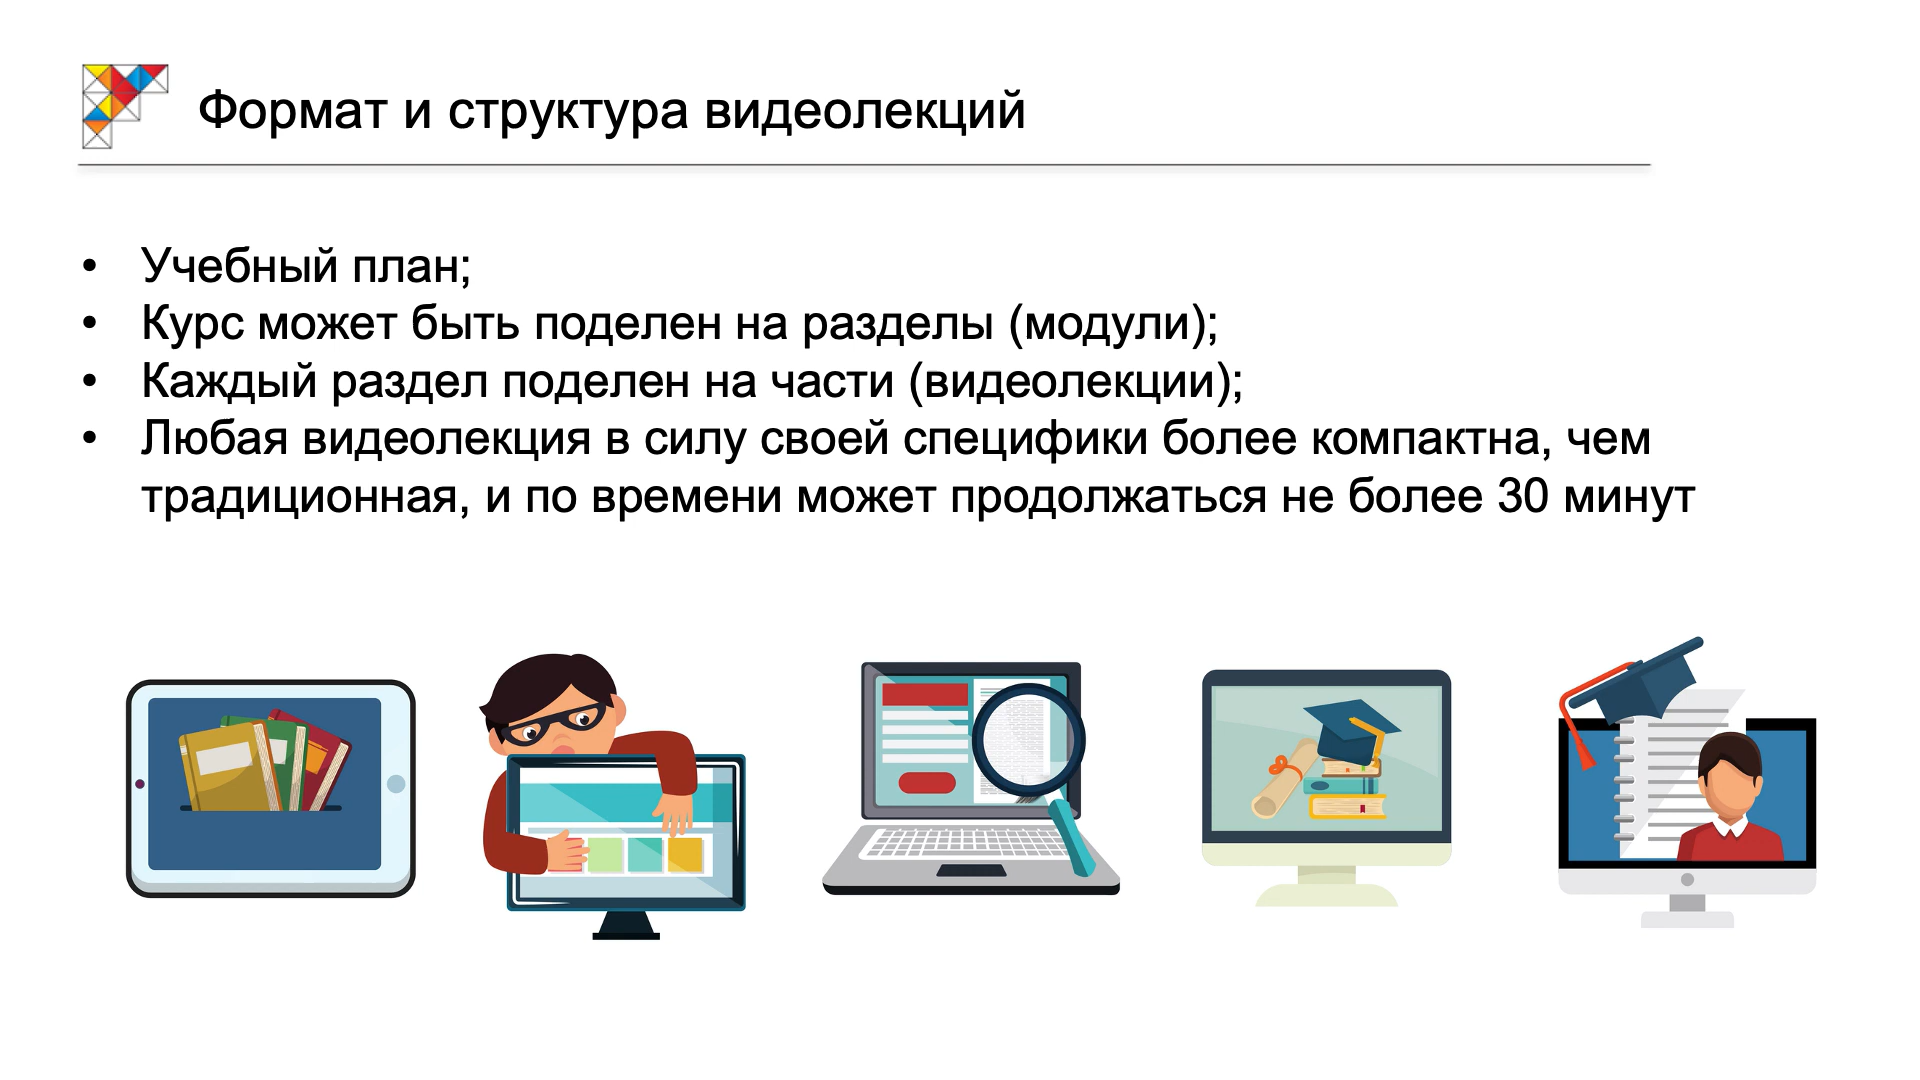 Формат и структура видеолекций
• Учебный план;
• Курс может быть поделен на разделы (модули);
• Каждый раздел поделен на части (видеолекции);
• Любая видеолекция в силу своей специфики более компактна, чем
традиционная, и по времени может продолжаться не более 30 минут